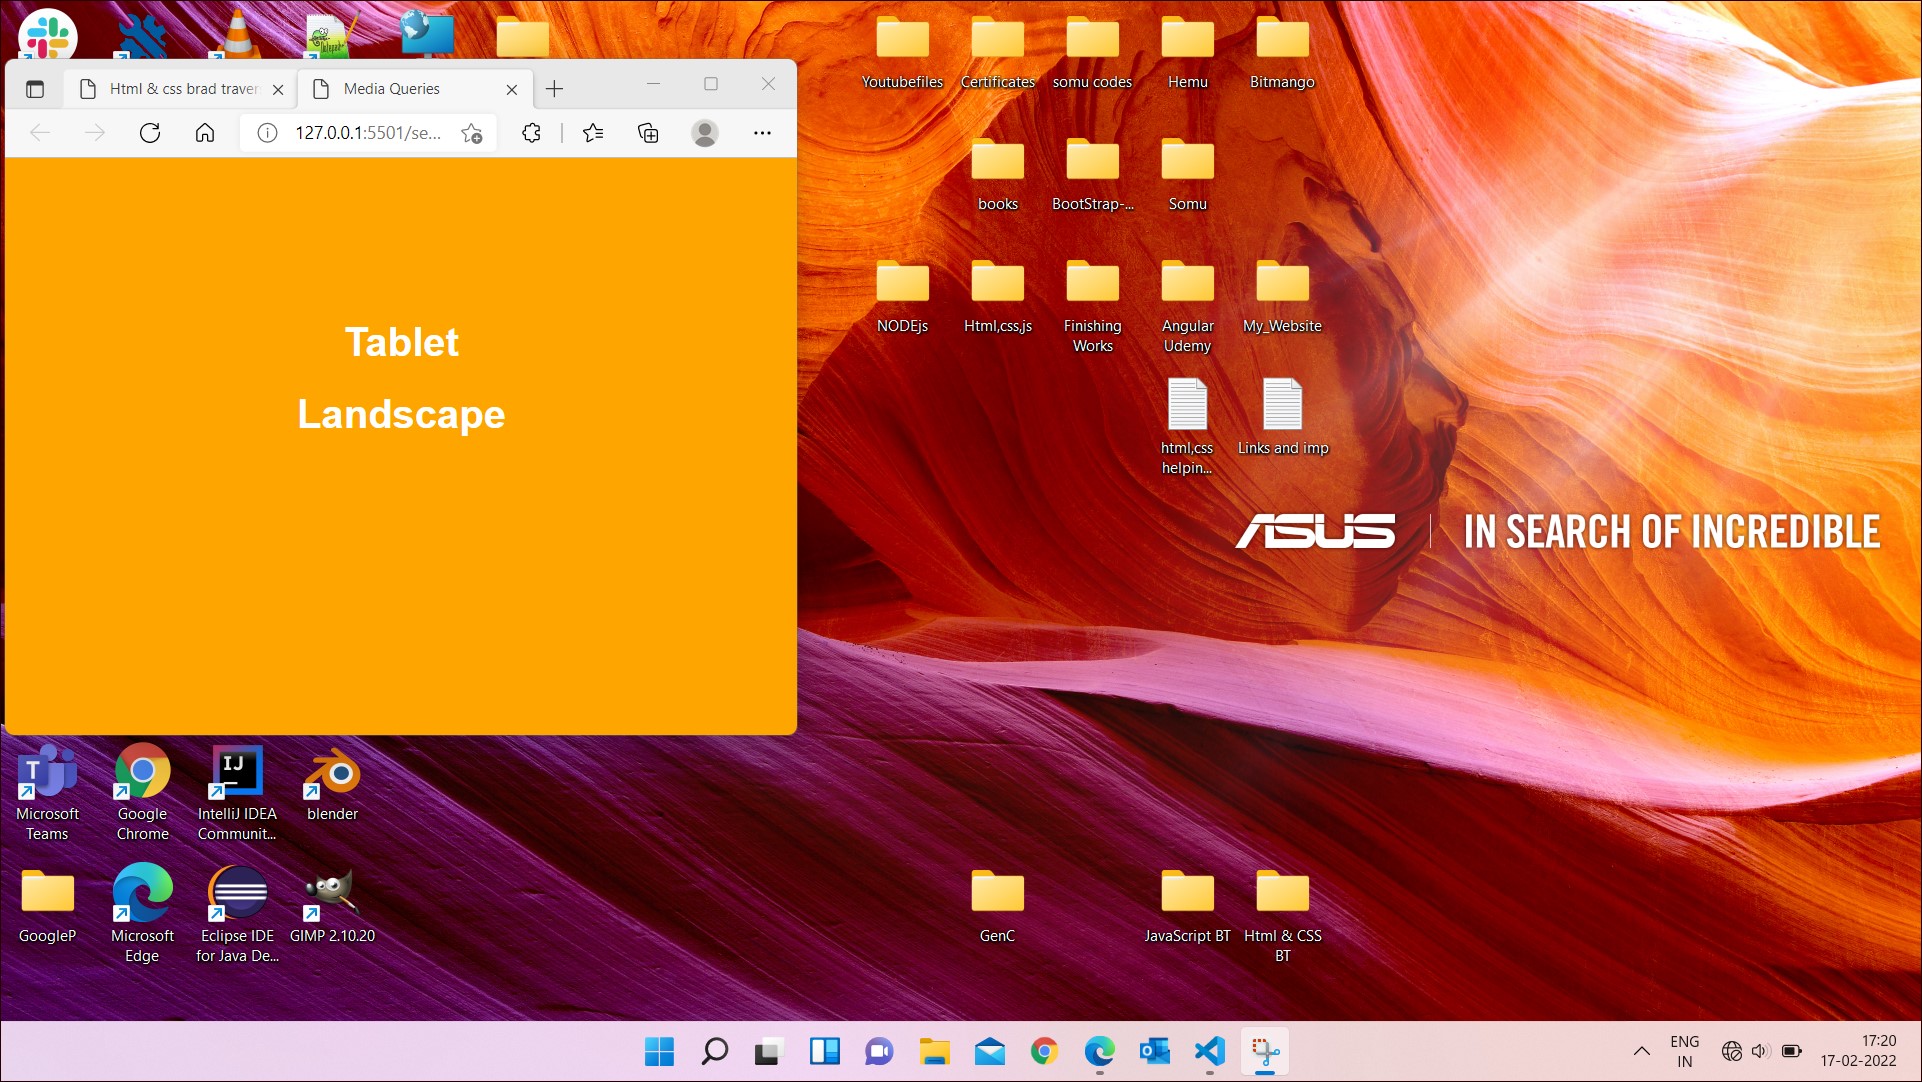 Html & css brad traver
Media Queries
127.0.0.1:5501/se...
Tablet
Landscape
Youtubefiles
Certificates
somu codes
Hemu
Bitmango
books
BootStrap-...
Somu
NODEjs
Html,css,js
Finishing
Works
Angular
Udemy
My_Website
html,css
helpin...
Links and imp
ASUS
IN SEARCH OF INCREDIBLE
T
Microsoft
Teams
Google
Chrome
IJ
IntelliJ IDEA
Communit...
blender
GoogleP
Microsoft
Edge
Eclipse IDE
for Java De...
GIMP 2.10.20
GenC
JavaScript BT
Html & CSS
BT
ENG
IN
17:20
17-02-2022